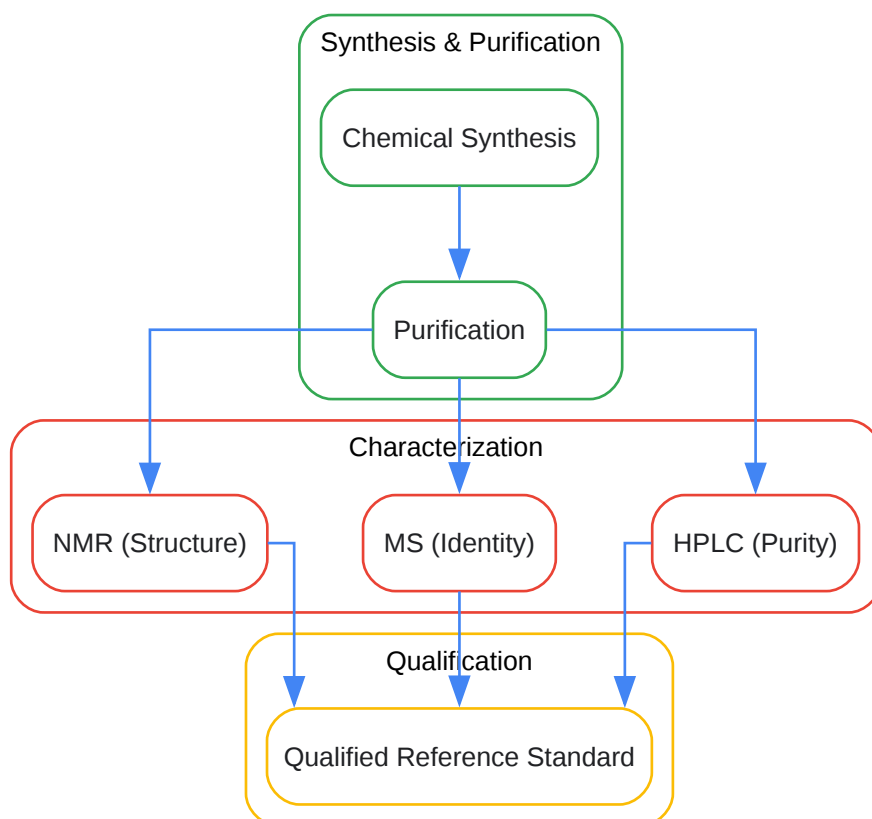 Synthesis & Purification
Chemical Synthesis
Purification
Characterization
NMR (Structure)
MS (Identity)
HPLC (Purity)
Qualification
Qualified Reference Standard